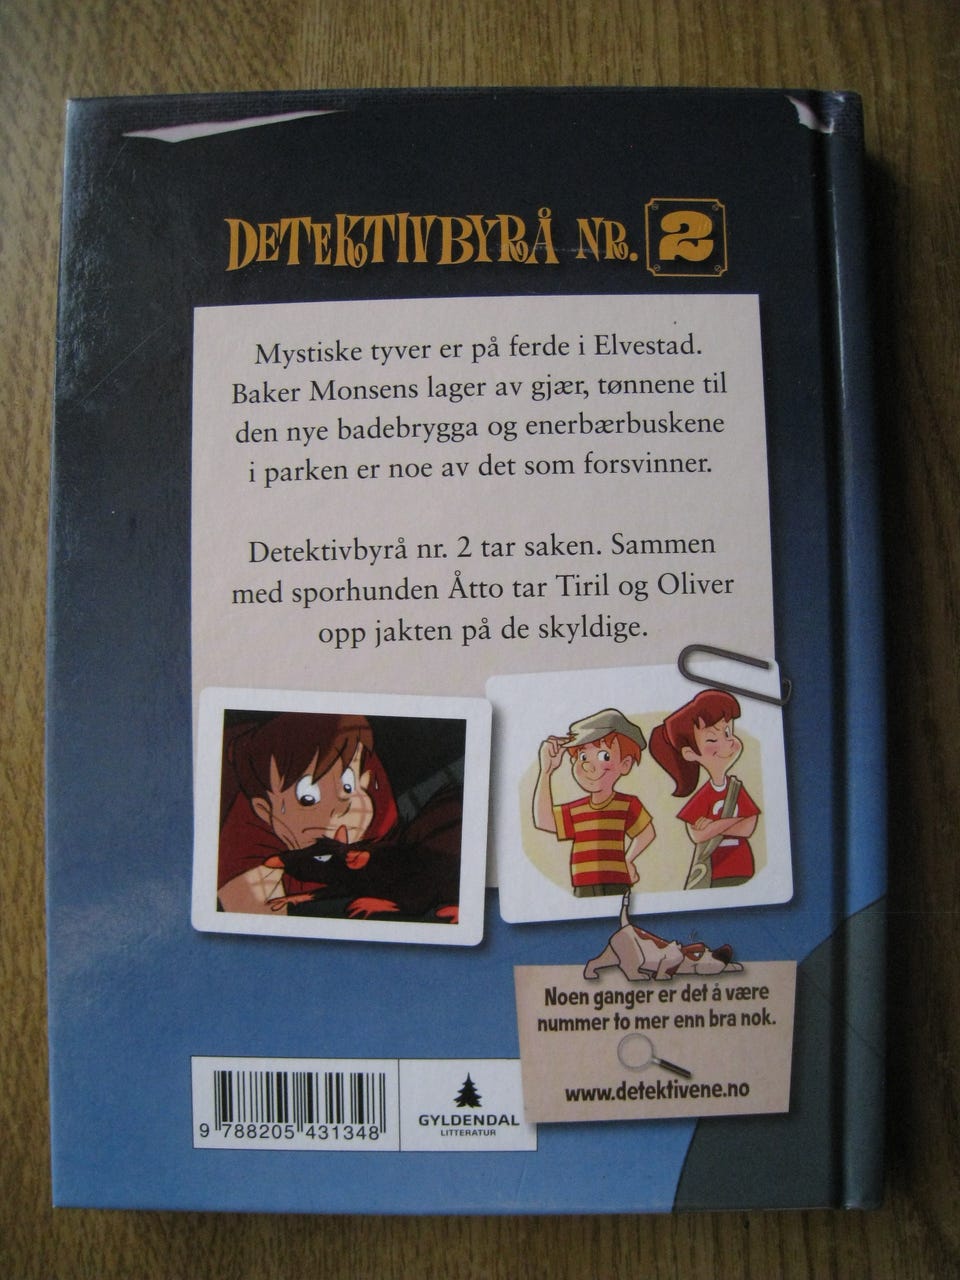 DETEKTIVBYRÅ NR. 2
Mystiske tyver er på ferde i Elvestad.
Baker Monsens lager av gjær, tønnene til
den nye badebrygga og enerbærbuskene
i parken er noe av det som forsvinner.
Detektivbyrå nr. 2 tar saken. Sammen
med sporhunden Åtto tar Tiril og Oliver
opp jakten på de skyldige.
Noen ganger er det å være
nummer to mer enn bra nok.
www.detektivene.no
9 788205 431348
GYLDENDAL
LITTERATUR